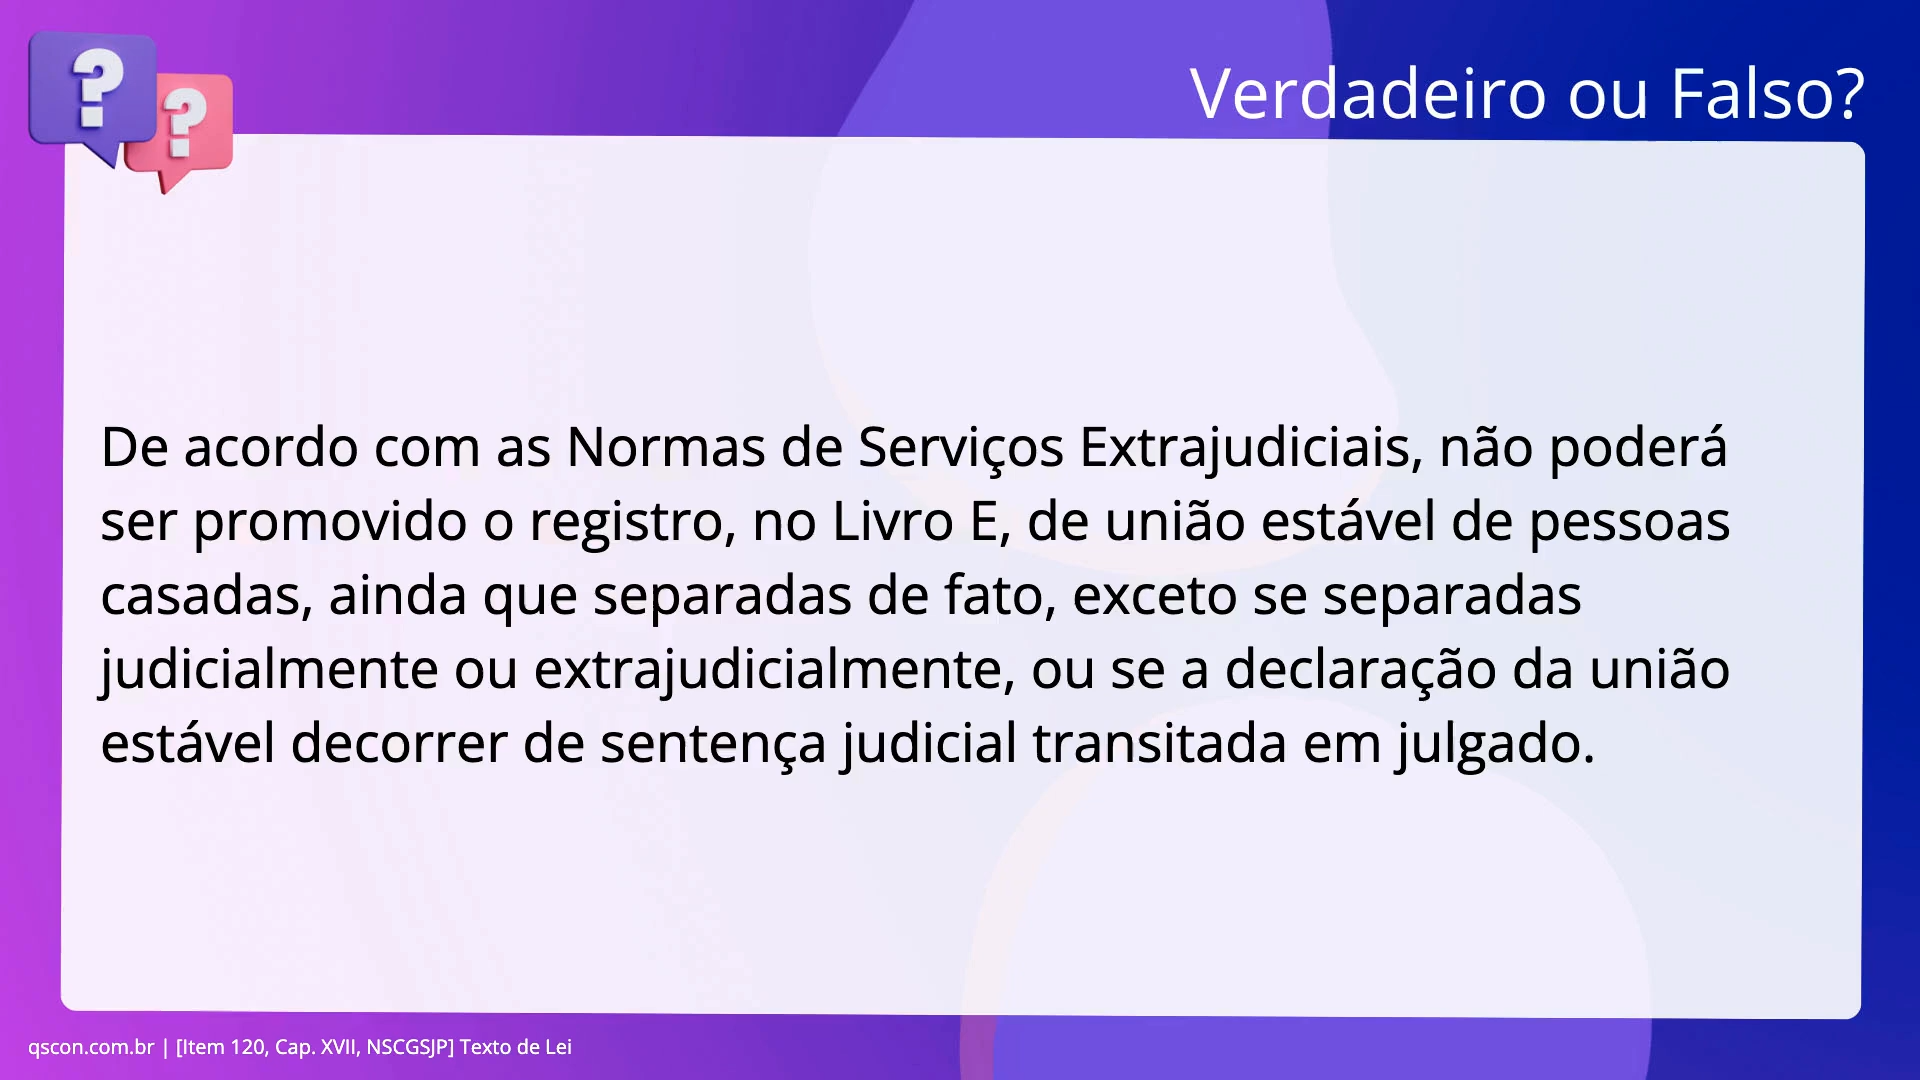 Verdadeiro ou Falso?
De acordo com as Normas de Serviços Extrajudiciais, não poderá
ser promovido o registro, no Livro E, de união estável de pessoas
casadas, ainda que separadas de fato, exceto se separadas
judicialmente ou extrajudicialmente, ou se a declaração da união
estável decorrer de sentença judicial transitada em julgado.
qscon.com.br | [Item 120, Cap. XVII, NSCGSJP] Texto de Lei